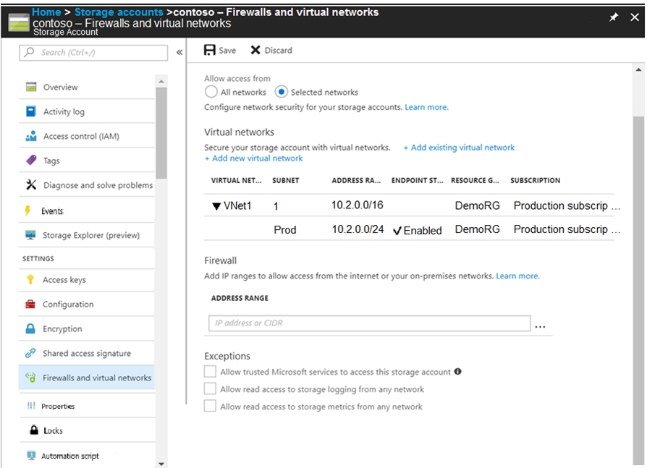 Home > Storage accounts >contoso – Firewalls and virtual networks
contoso – Firewalls and virtual networks
Storage Account
Search (Ctrl+/)
«
Save
Discard
Overview
Activity log
Access control (IAM)
Tags
Diagnose and solve problems
Events
Storage Explorer (preview)
SETTINGS
Access keys
Configuration
Encryption
Shared access signature
Firewalls and virtual networks
Properties
Locks
Automation script
Allow access from
All networks Selected networks
Configure network security for your storage accounts. Learn more.
Virtual networks
Secure your storage account with virtual networks. + Add existing virtual network
+ Add new virtual network
VIRTUAL NET... SUBNET ADDRESS RA... ENDPOINT ST... RESOURCE G... SUBSCRIPTION
VNet1 1 10.2.0.0/16 DemoRG Production subscrip ...
Prod 10.2.0.0/24 Enabled DemoRG Production subscrip ...
Firewall
Add IP ranges to allow access from the internet or your on-premises networks. Learn more.
ADDRESS RANGE
IP address or CIDR
...
Exceptions
Allow trusted Microsoft services to access this storage account
Allow read access to storage logging from any network
Allow read access to storage metrics from any network